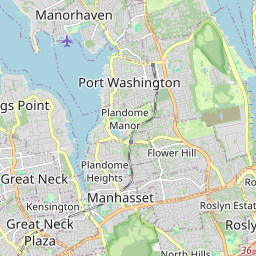 Manorhaven
Port Washington
gs Point
Plandome
Manor
Flower Hill
Plandome
Heights
Great Neck
Manhasset
Kensington
Roslyn Estat
Great Neck
Plaza
Rosly
North Hills
36